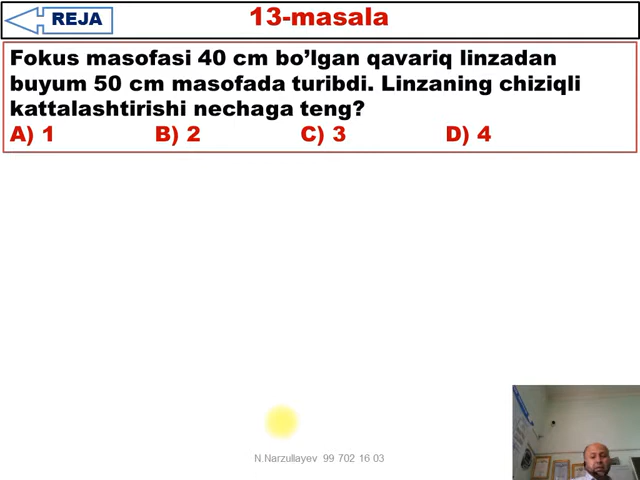 REJA
13-masala
Fokus masofasi 40 cm bo’lgan qavariq linzadan
buyum 50 cm masofada turibdi. Linzaning chiziqli
kattalashtirishi nechaga teng?
A) 1 B) 2 C) 3 D) 4
N.Narzullayev 99 702 16 03